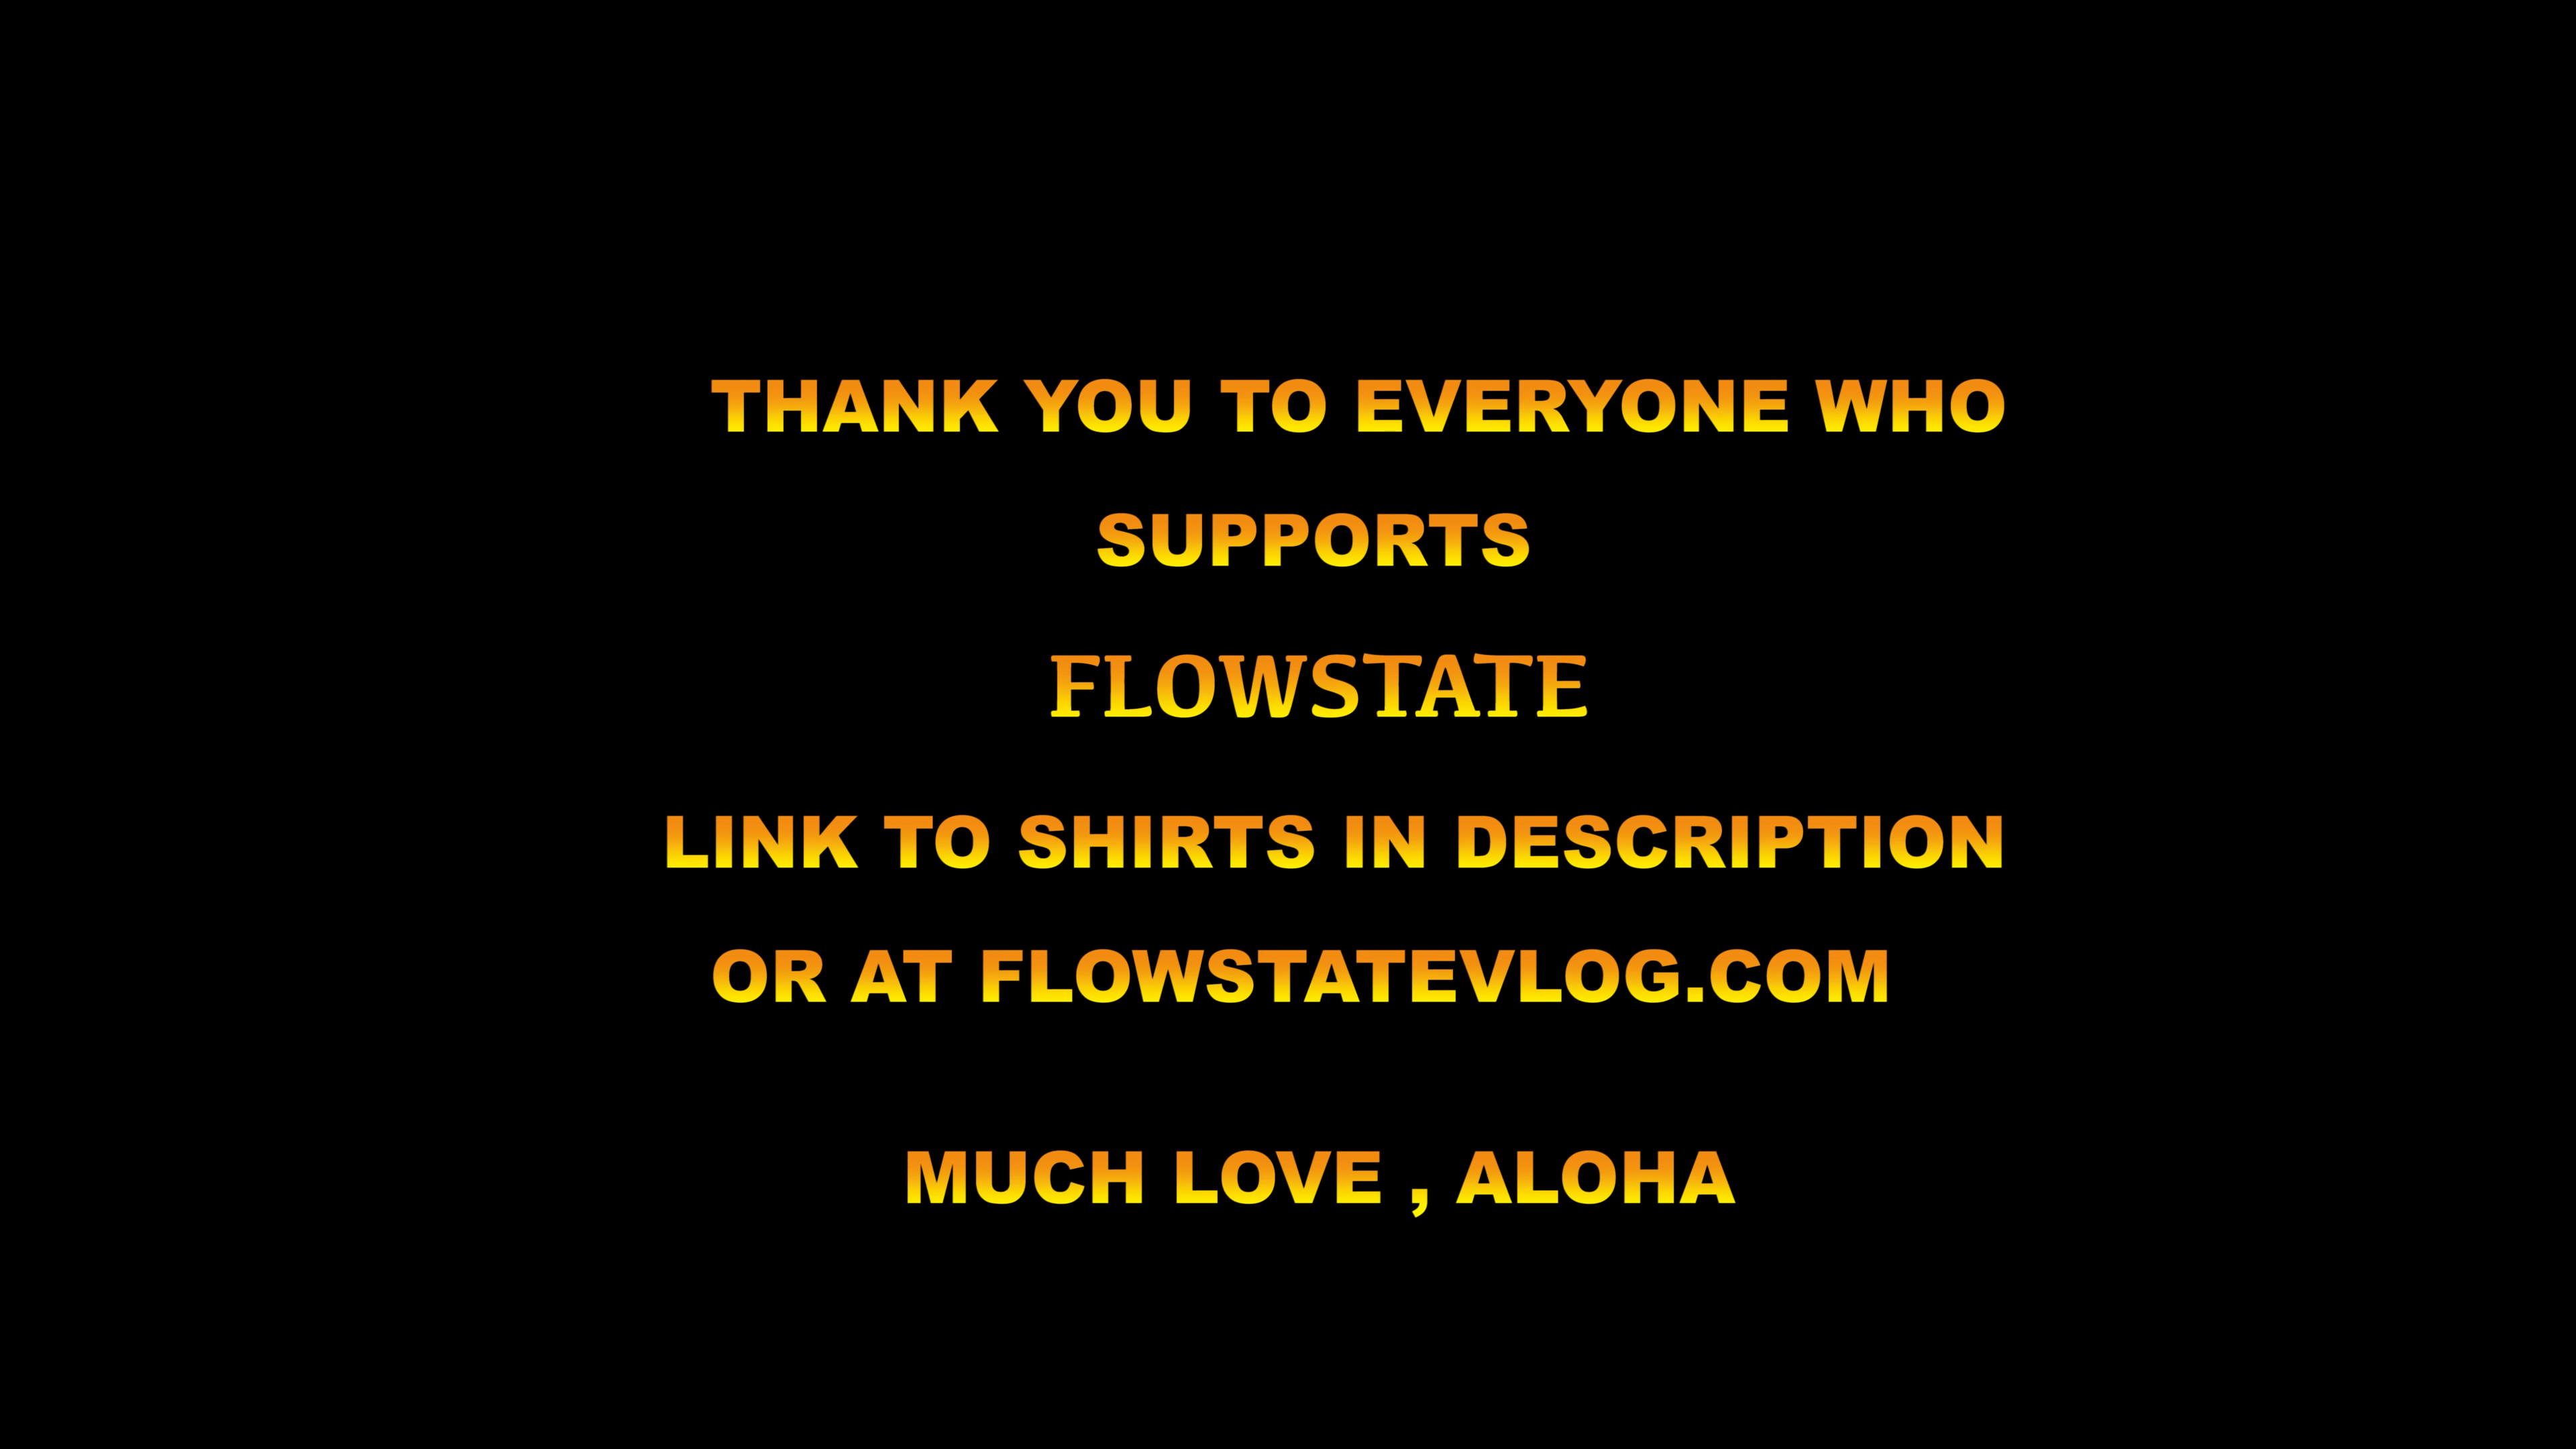 THANK YOU TO EVERYONE WHO
SUPPORTS
FLOWSTATE
LINK TO SHIRTS IN DESCRIPTION
OR AT FLOWSTATEVLOG.COM
MUCH LOVE , ALOHA